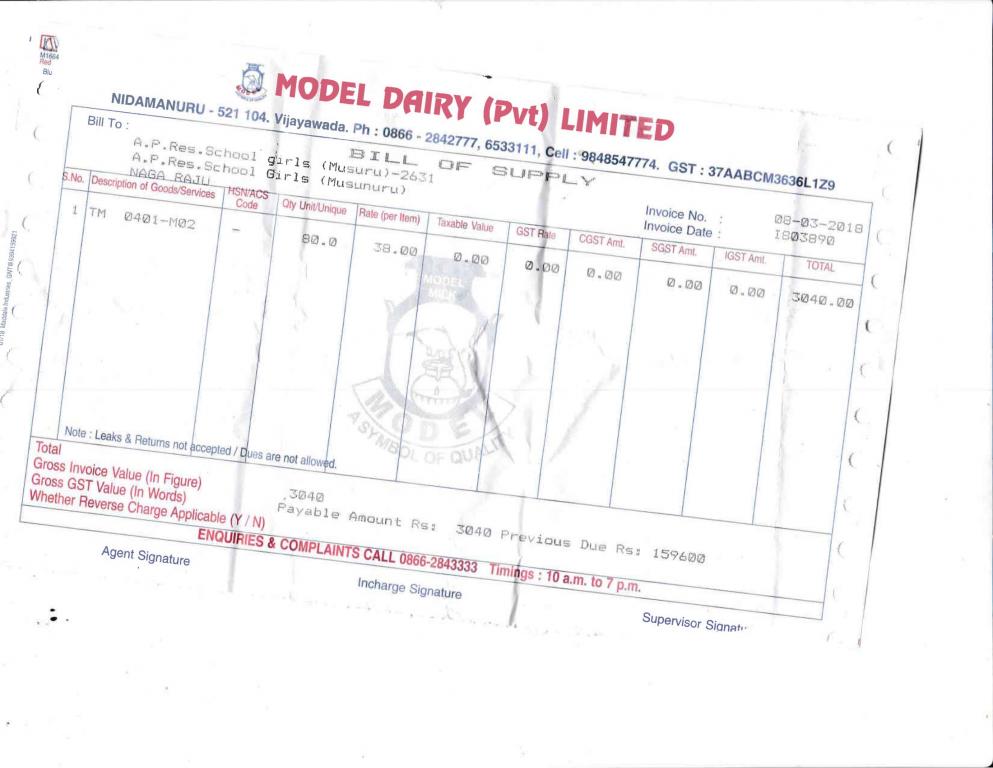 M1664
Red
Blu
MODEL DAIRY (Pvt) LIMITED
NIDAMANURU - 521 104. Vijayawada. Ph : 0866 - 2842777, 6533111, Cell : 9848547774. GST : 37AABCM3636L1Z9
Bill To :
BILL OF SUPPLY
A.P.Res.School girls (Musuru)-2631
A.P.Res.School Girls (Musunuru)
NAGA RAJU
Invoice No. : 08-03-2018
Invoice Date : I803890
S.No. Description of Goods/Services HSN/ACS Code Qty Unit/Unique Rate (per Item) Taxable Value GST Rate CGST Amt. SGST Amt. IGST Amt. TOTAL
1 TM 0401-M02 - 80.0 38.00 0.00 0.00 0.00 0.00 0.00 3040.00
MODEL
MILK
MODEL
A SYMBOL OF QUALITY
Note : Leaks & Returns not accepted / Dues are not allowed.
Total
Gross Invoice Value (In Figure) 3040
Gross GST Value (In Words) Payable Amount Rs: 3040 Previous Due Rs: 159600
Whether Reverse Charge Applicable (Y / N)
ENQUIRIES & COMPLAINTS CALL 0866-2843333 Timings : 10 a.m. to 7 p.m.
Agent Signature
Incharge Signature
Supervisor Signatu